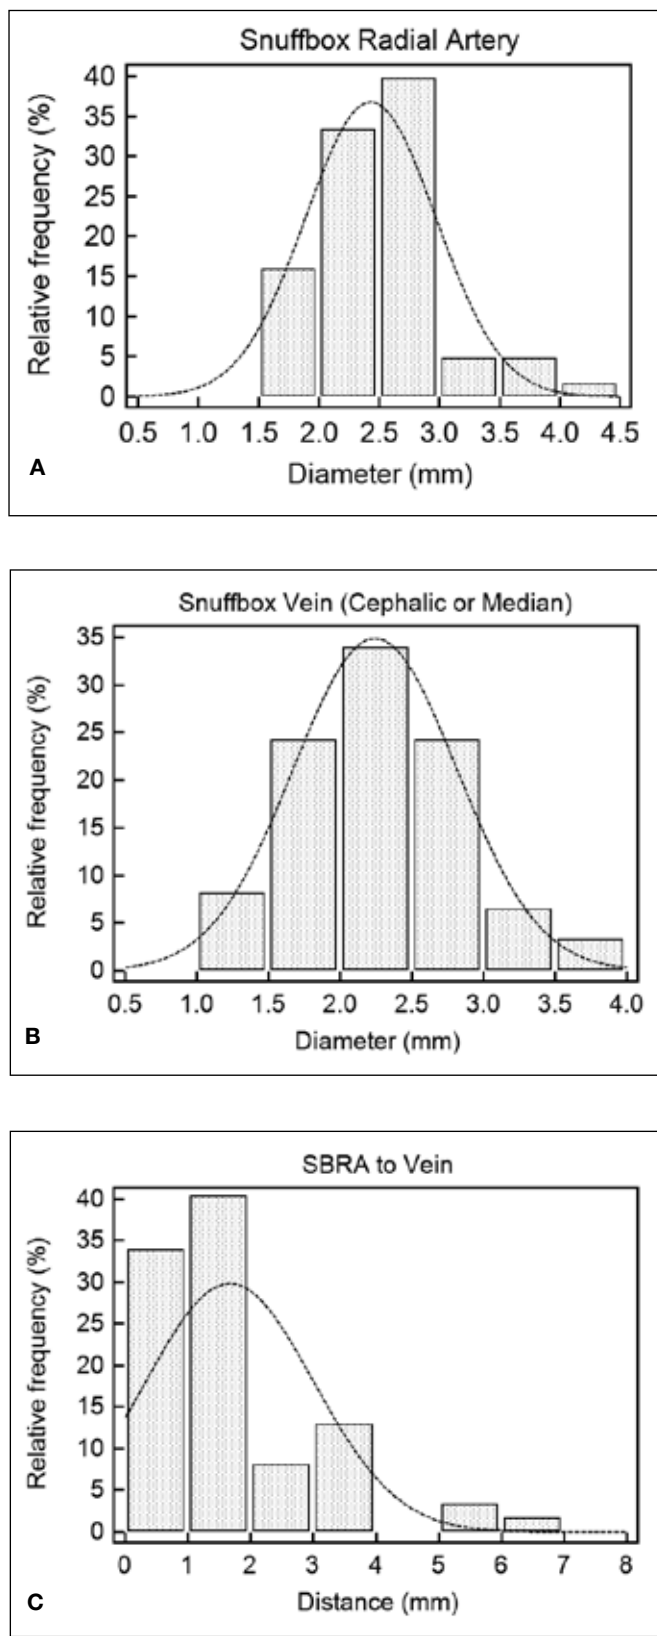 Snuffbox Radial Artery
Relative frequency (%)
40
35
30
25
20
15
10
5
0
0.5 1.0 1.5 2.0 2.5 3.0 3.5 4.0 4.5
Diameter (mm)
A
Snuffbox Vein (Cephalic or Median)
Relative frequency (%)
35
30
25
20
15
10
5
0
0.5 1.0 1.5 2.0 2.5 3.0 3.5 4.0
Diameter (mm)
B
SBRA to Vein
Relative frequency (%)
40
35
30
25
20
15
10
5
0
0 1 2 3 4 5 6 7 8
Distance (mm)
C